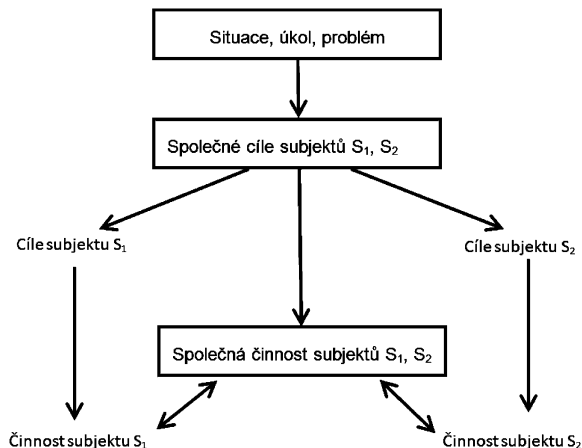 Situace, úkol, problém
Společné cíle subjektů S₁, S₂
Cíle subjektu S₁
Cíle subjektu S₂
Společná činnost subjektů S₁, S₂
Činnost subjektu S₁
Činnost subjektu S₂